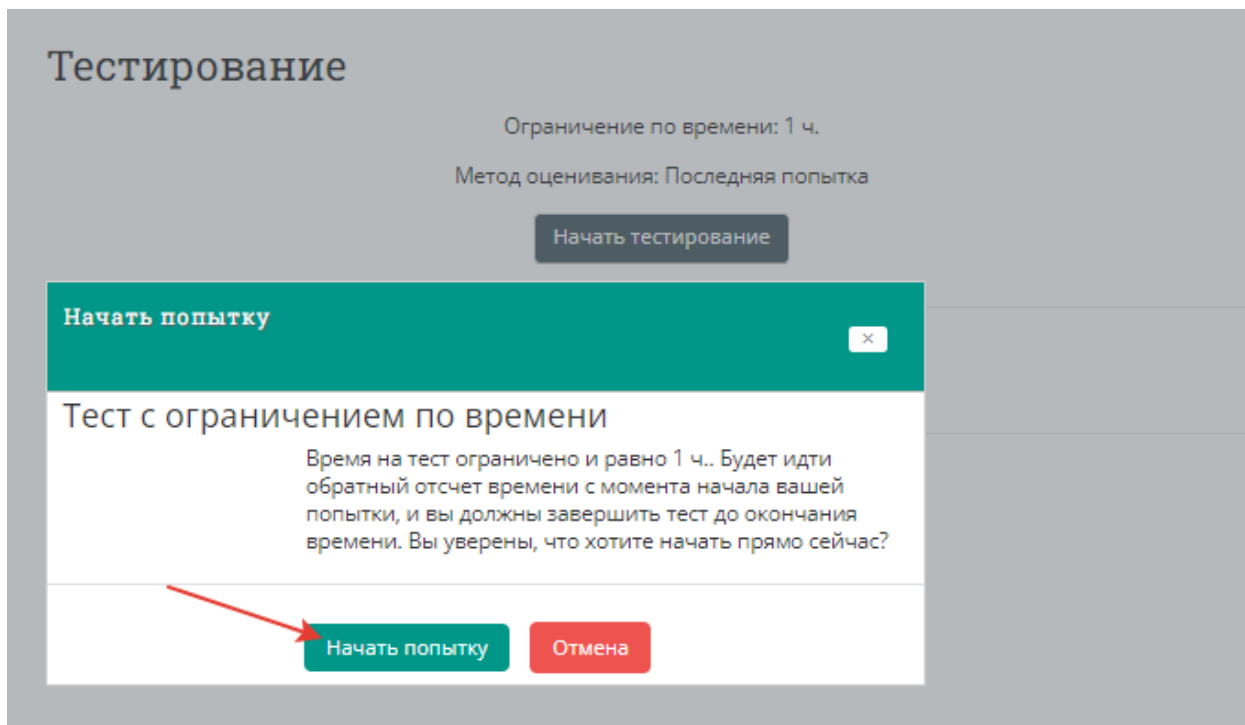 Тестирование
Ограничение по времени: 1 ч.
Метод оценивания: Последняя попытка
Начать тестирование
Начать попытку
×
Тест с ограничением по времени
Время на тест ограничено и равно 1 ч.. Будет идти
обратный отсчет времени с момента начала вашей
попытки, и вы должны завершить тест до окончания
времени. Вы уверены, что хотите начать прямо сейчас?
Начать попытку
Отмена